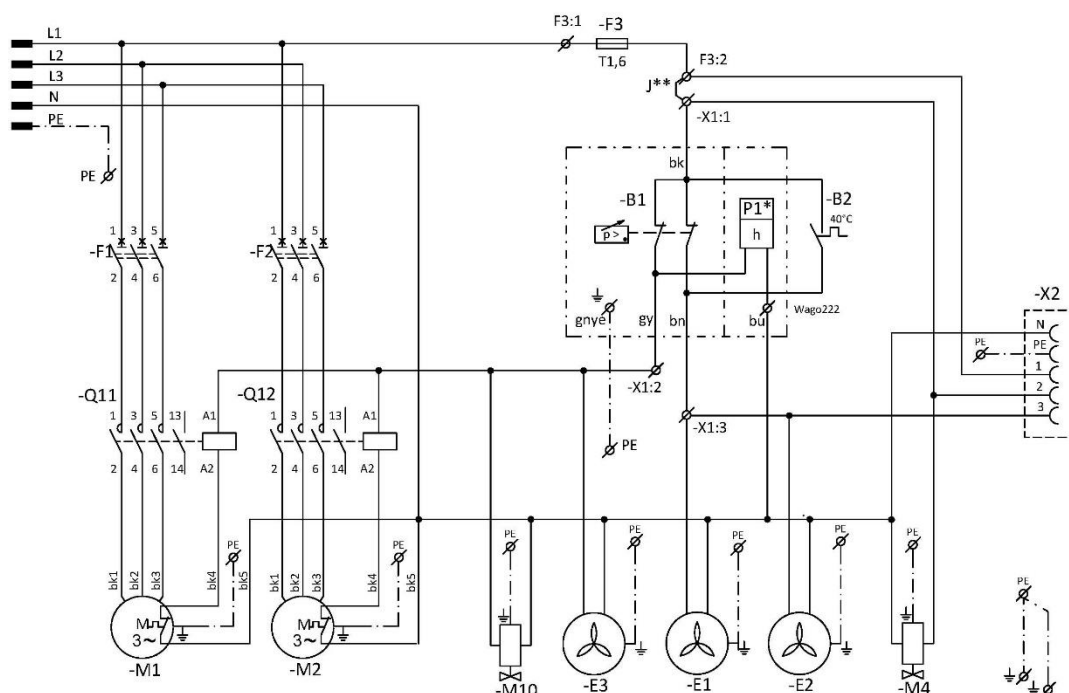 L1
L2
L3
N
PE
PE
F3:1
-F3
T1,6
F3:2
J**
-X1:1
bk
-B1
P1*
h
-B2
40°C
p>
Wago222
gnye
gy
bn
bu
-X2
N
PE
PE
1
2
3
1 3 5
-F1
2 4 6
1 3 5
-F2
2 4 6
-X1:2
-X1:3
PE
-Q11
1 3 5 13 A1
2 4 6 14 A2
-Q12
1 3 5 13 A1
2 4 6 14 A2
bk1 bk2 bk3 bk4 bk5
PE
M
3~
-M1
bk1 bk2 bk3 bk4 bk5
PE
M
3~
-M2
PE
-M10
PE
-E3
PE
-E1
PE
-E2
PE
-M4
PE